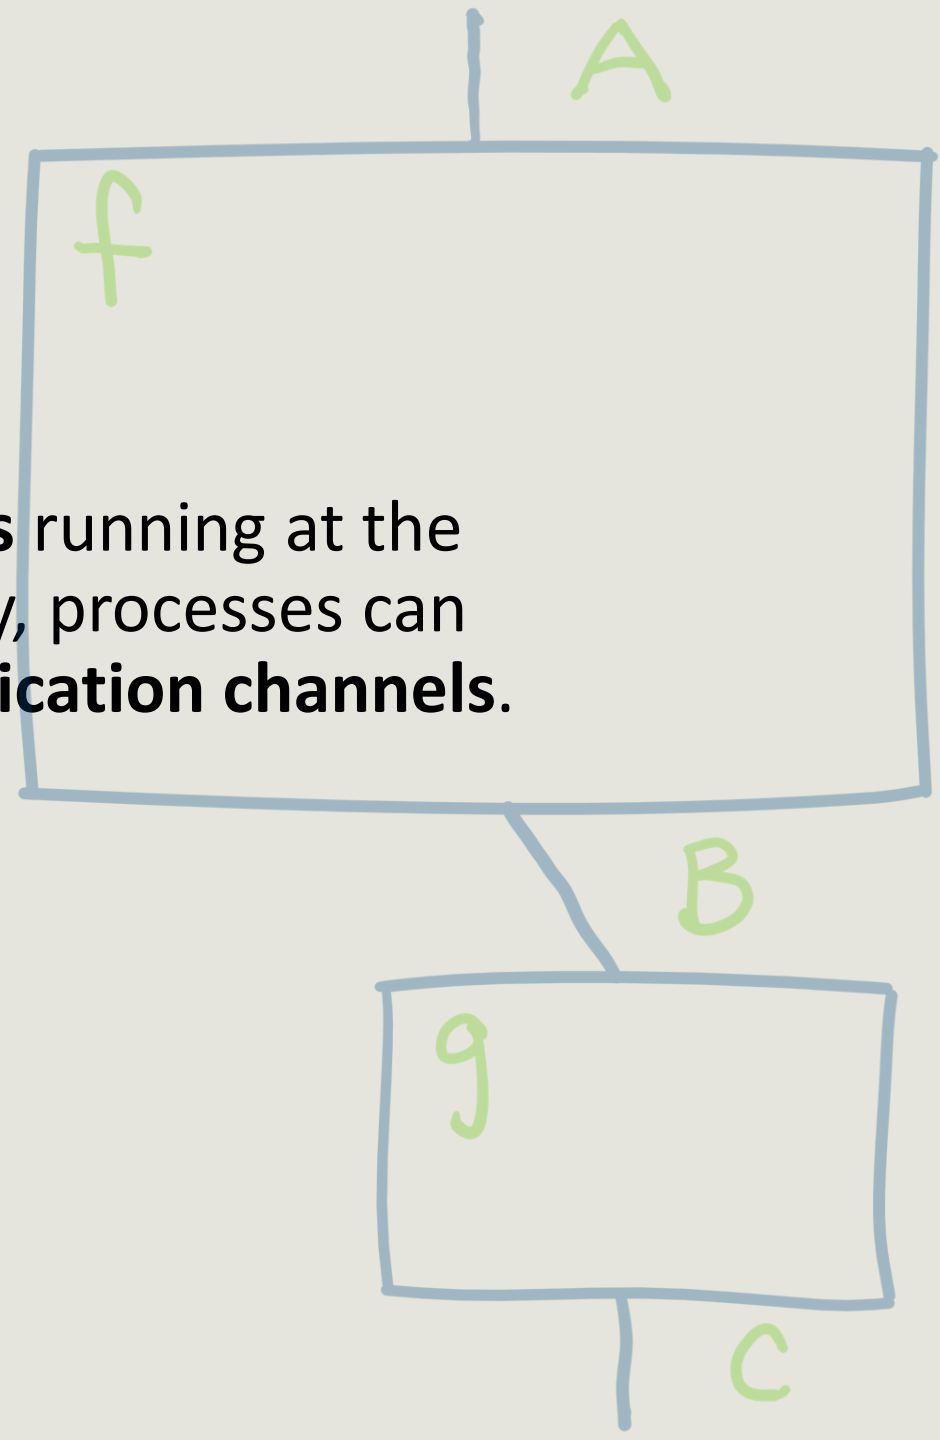 A
f
s running at the
y, processes can
ication channels.
B
g
C